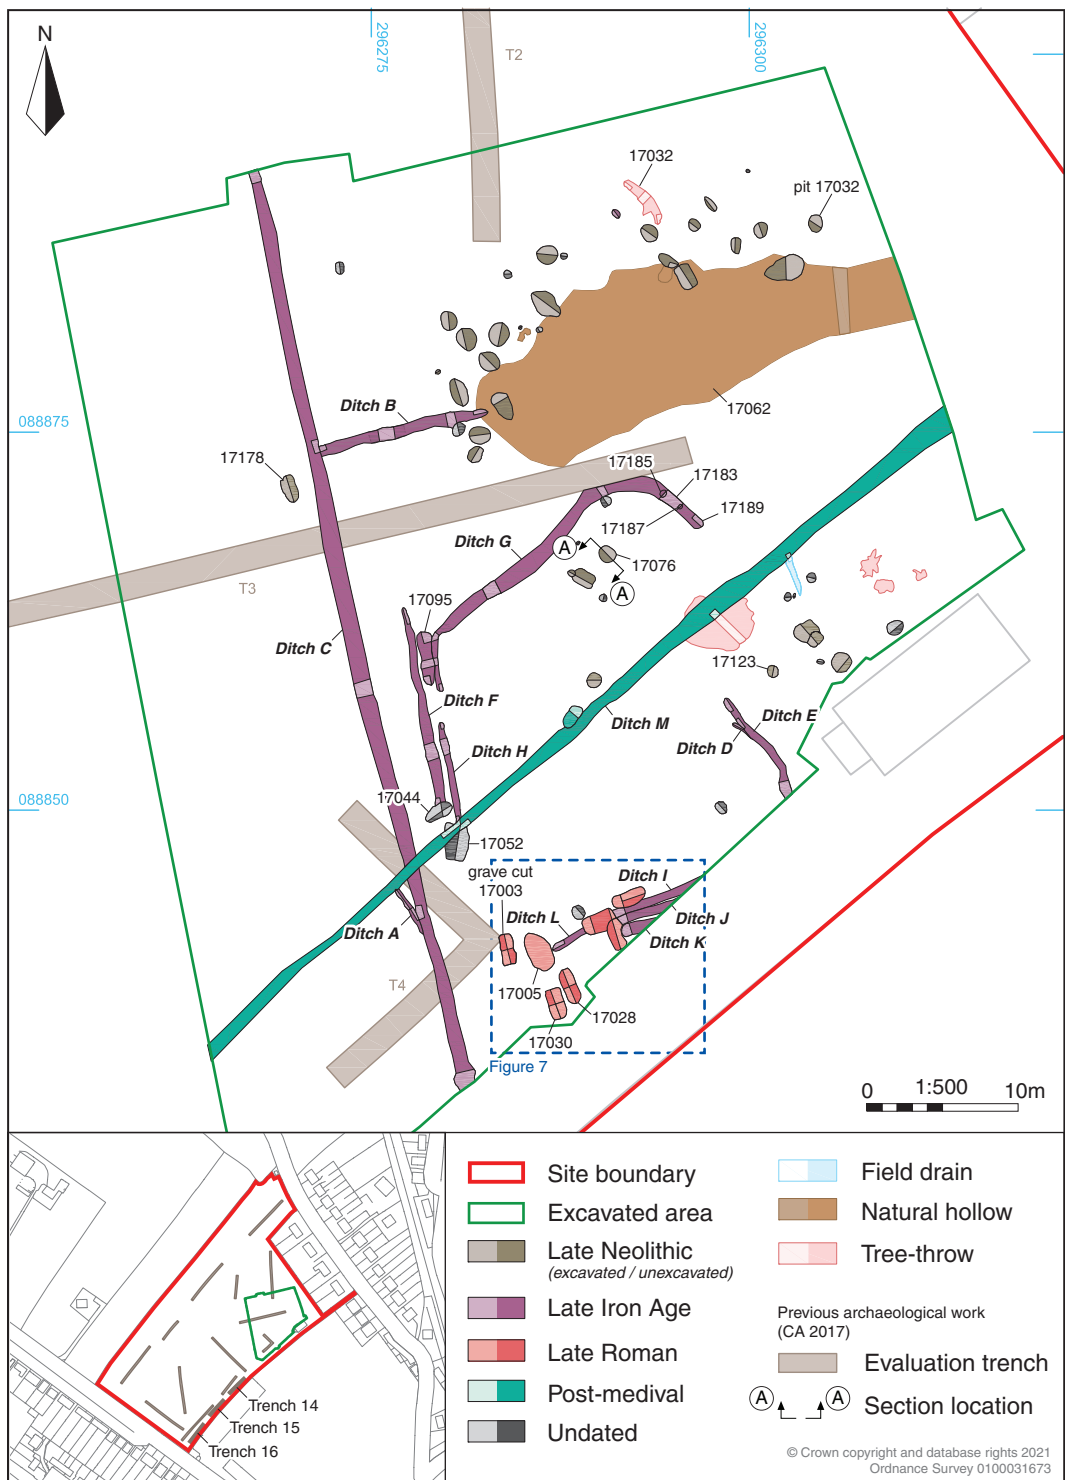 N
296275
296300
T2
17032
pit 17032
088875
Ditch B
17062
17178
17185
17183
17189
17187
Ditch G
A
17076
A
T3
17095
Ditch C
17123
Ditch F
Ditch M
Ditch E
Ditch D
Ditch H
088850
17044
17052
grave cut
17003
Ditch I
Ditch L
Ditch J
Ditch A
Ditch K
T4
17005
17028
17030
Figure 7
0 1:500 10m
Trench 14
Trench 15
Trench 16
Site boundary
Excavated area
Late Neolithic
(excavated / unexcavated)
Late Iron Age
Late Roman
Post-medival
Undated
Field drain
Natural hollow
Tree-throw
Previous archaeological work
(CA 2017)
Evaluation trench
A A Section location
© Crown copyright and database rights 2021
Ordnance Survey 0100031673